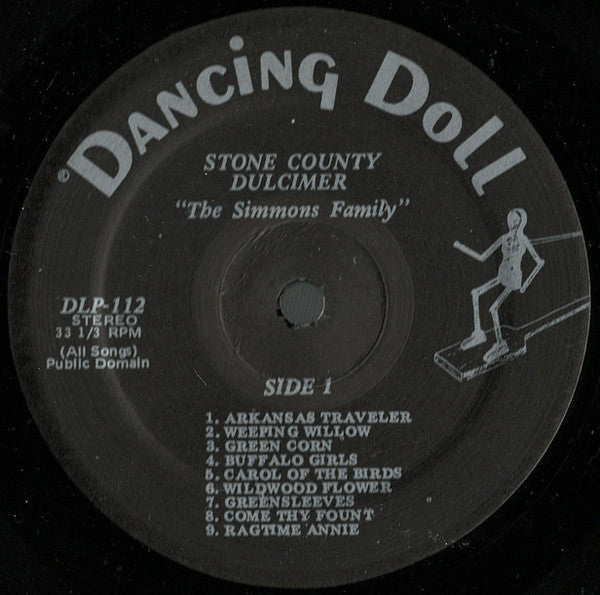 © DANCiNG DOLL
STONE COUNTY
DULCIMER
"The Simmons Family"
DLP-112
STEREO
33 1/3 RPM
(All Songs)
Public Domain
SIDE 1
1. ARKANSAS TRAVELER
2. WEEPING WILLOW
3. GREEN CORN
4. BUFFALO GIRLS
5. CAROL OF THE BIRDS
6. WILDWOOD FLOWER
7. GREENSLEEVES
8. COME THY FOUNT
9. RAGTIME ANNIE